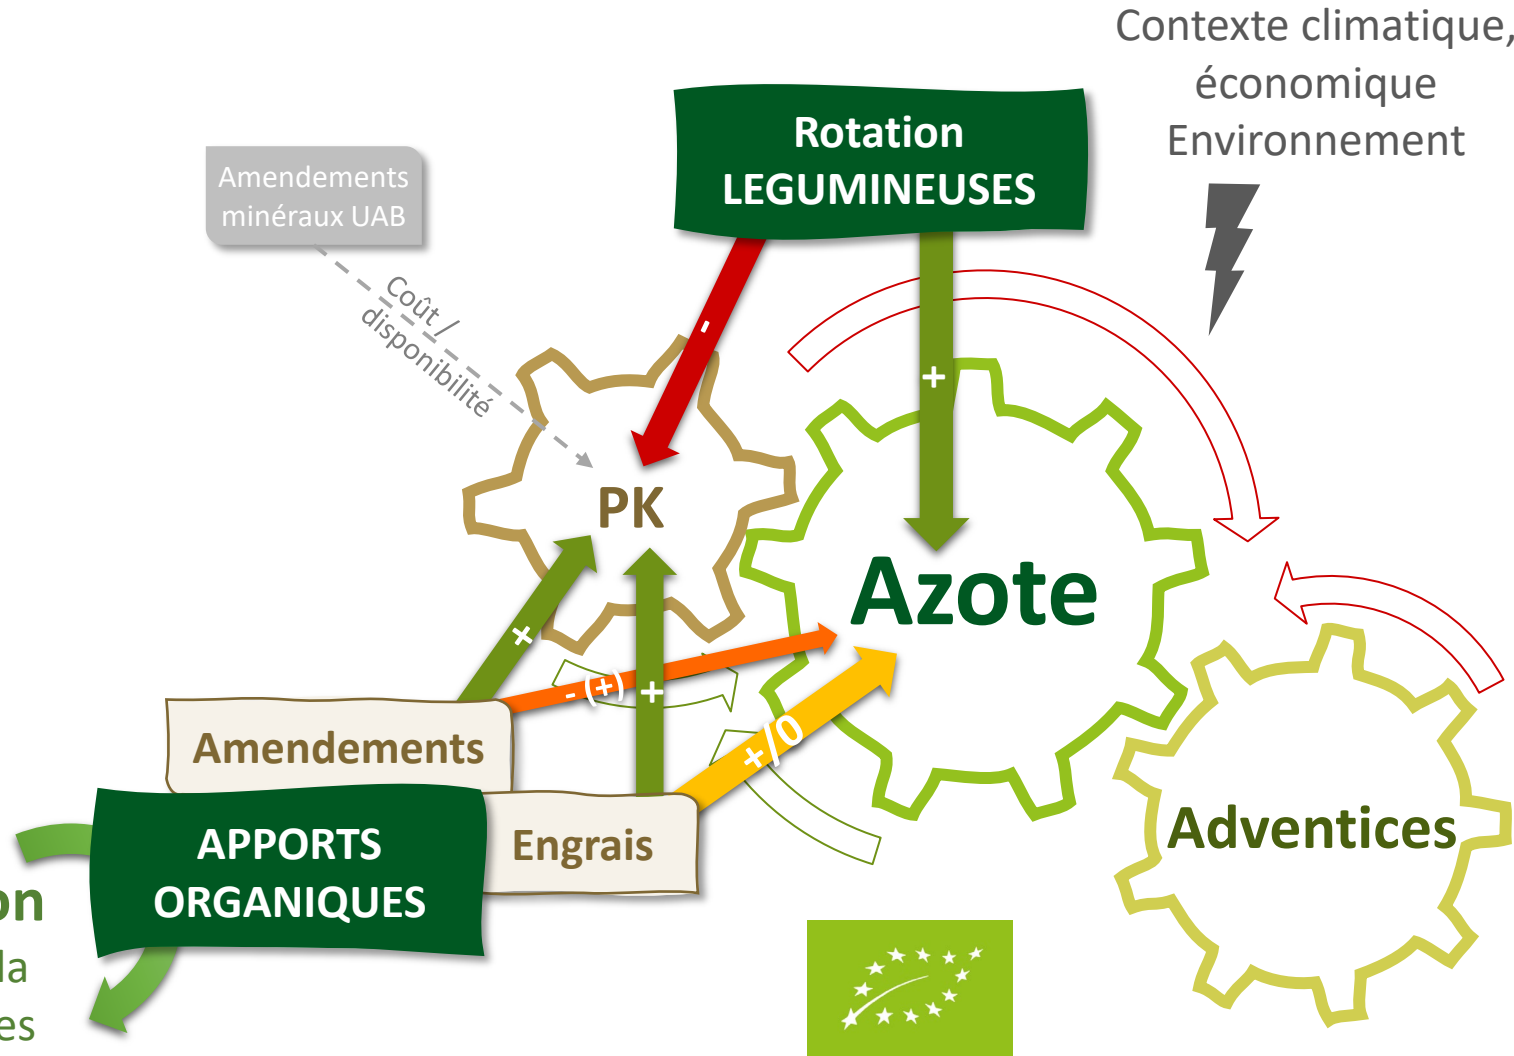 Contexte climatique,
économique
Environnement
Rotation
LEGUMINEUSES
Amendements
minéraux UAB
Coût /
disponibilité
-
+
PK
Azote
+
- (+)
+
+/0
Amendements
Engrais
APPORTS
ORGANIQUES
Adventices
on
la
es